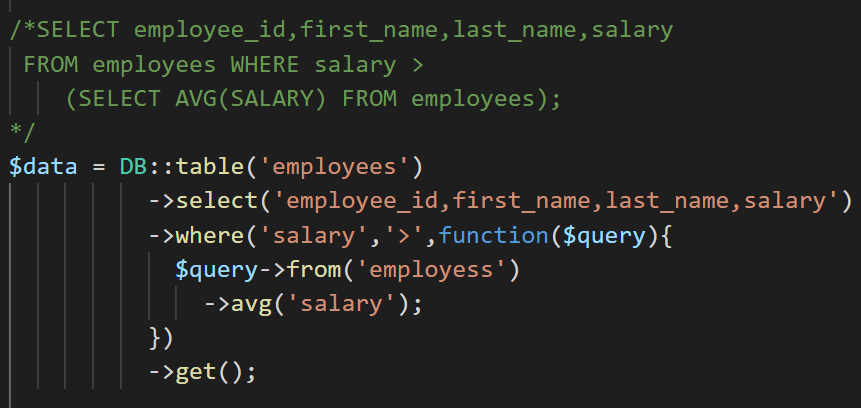 /*SELECT employee_id,first_name,last_name,salary
FROM employees WHERE salary >
(SELECT AVG(SALARY) FROM employees);
*/
$data = DB::table('employees')
->select('employee_id,first_name,last_name,salary')
->where('salary','>',function($query){
$query->from('employess')
->avg('salary');
})
->get();